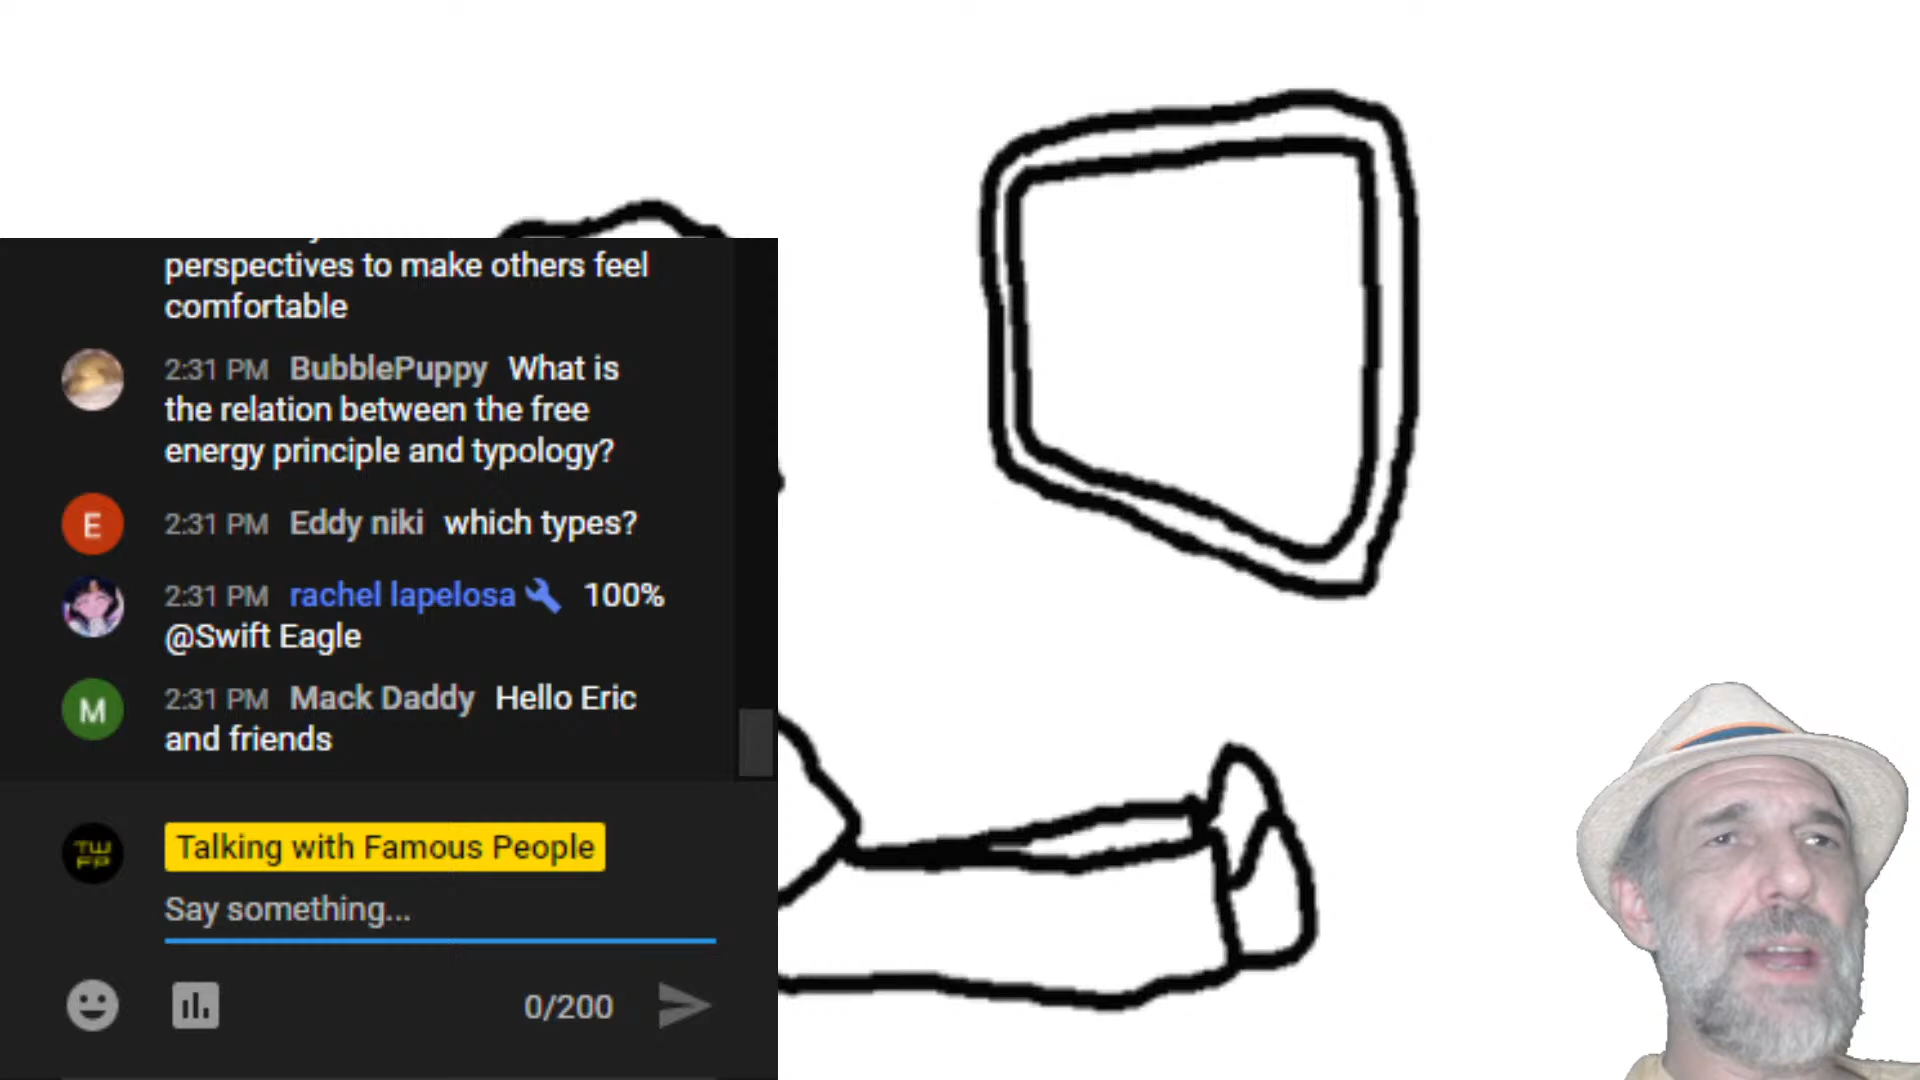 perspectives to make others feel
comfortable
2:31 PM BubblePuppy What is
the relation between the free
energy principle and typology?
E 2:31 PM Eddy niki which types?
2:31 PM rachel lapelosa 100%
@Swift Eagle
M 2:31 PM Mack Daddy Hello Eric
and friends
TW
FP
Talking with Famous People
Say something...
0/200